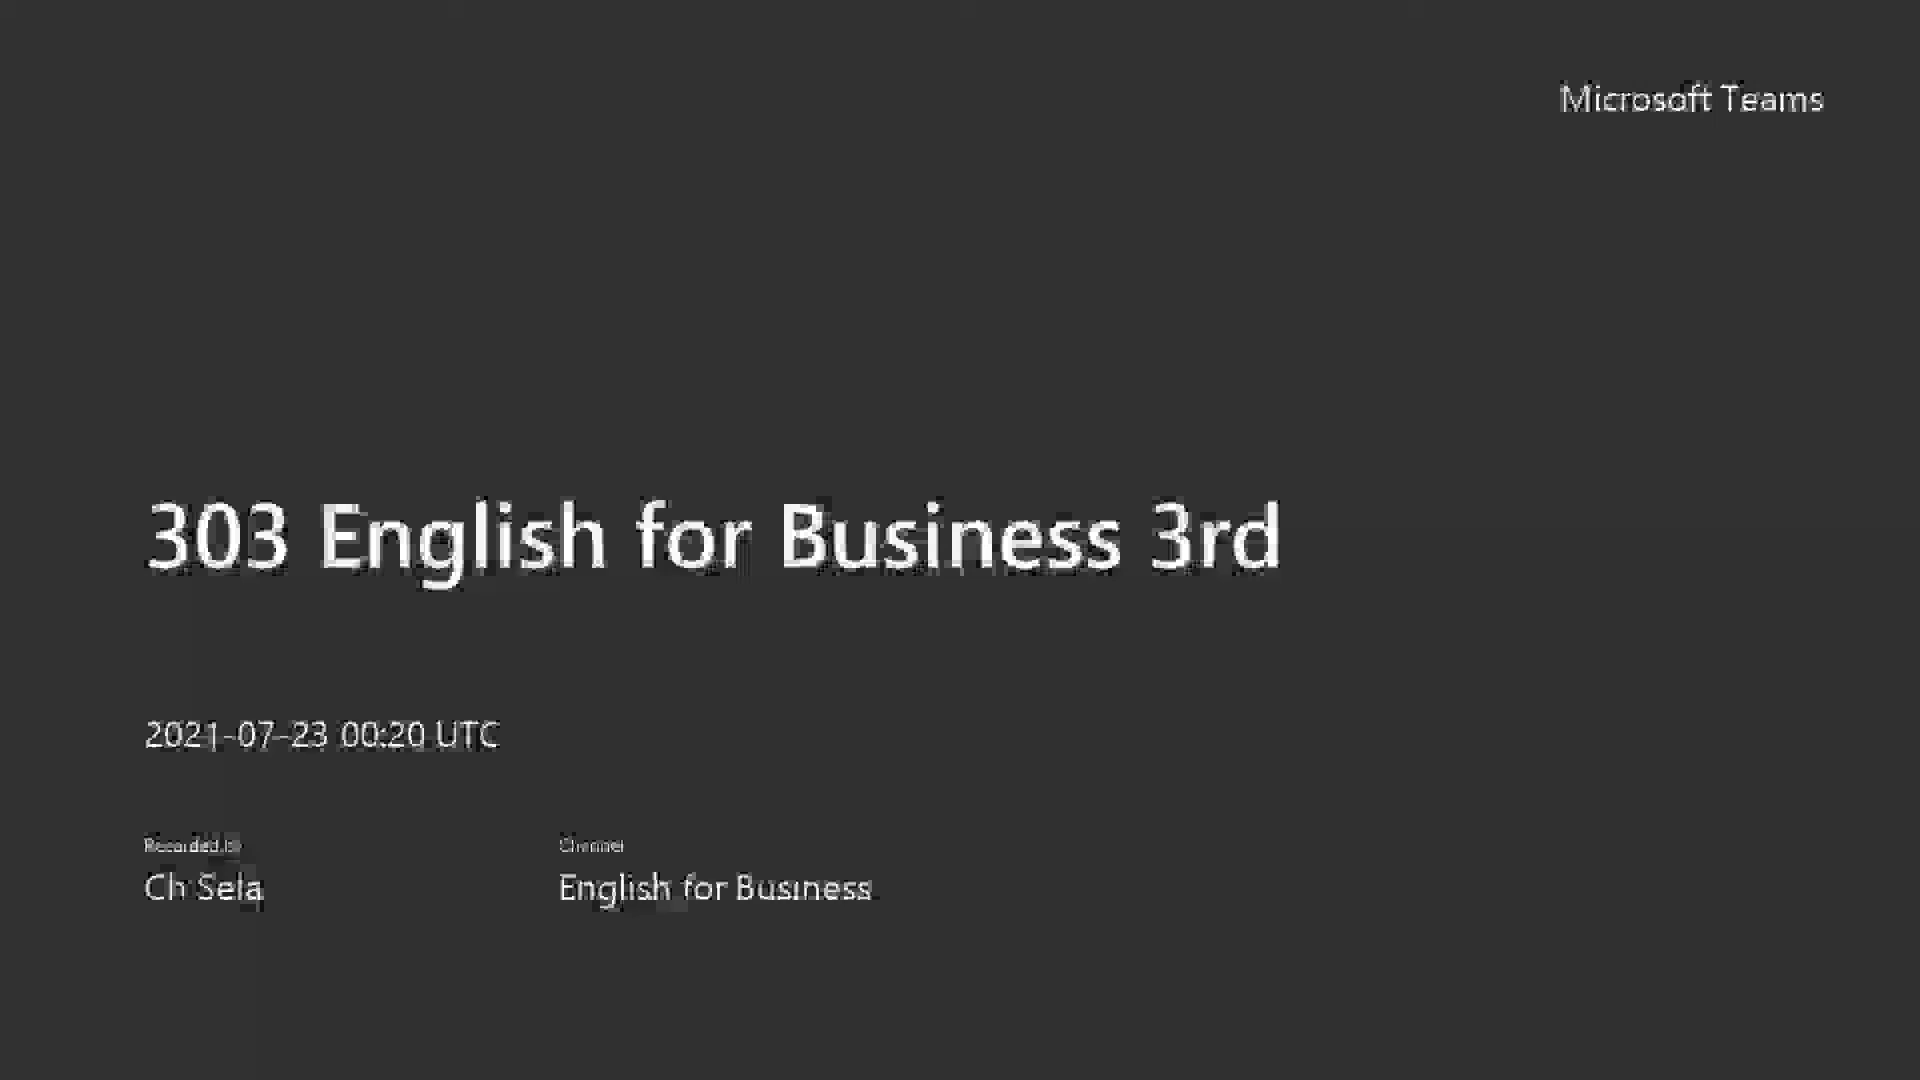 Microsoft Teams
303 English for Business 3rd
2021-07-23 00:20 UTC
Recorded by
Channel
Ch Sela
English for Business